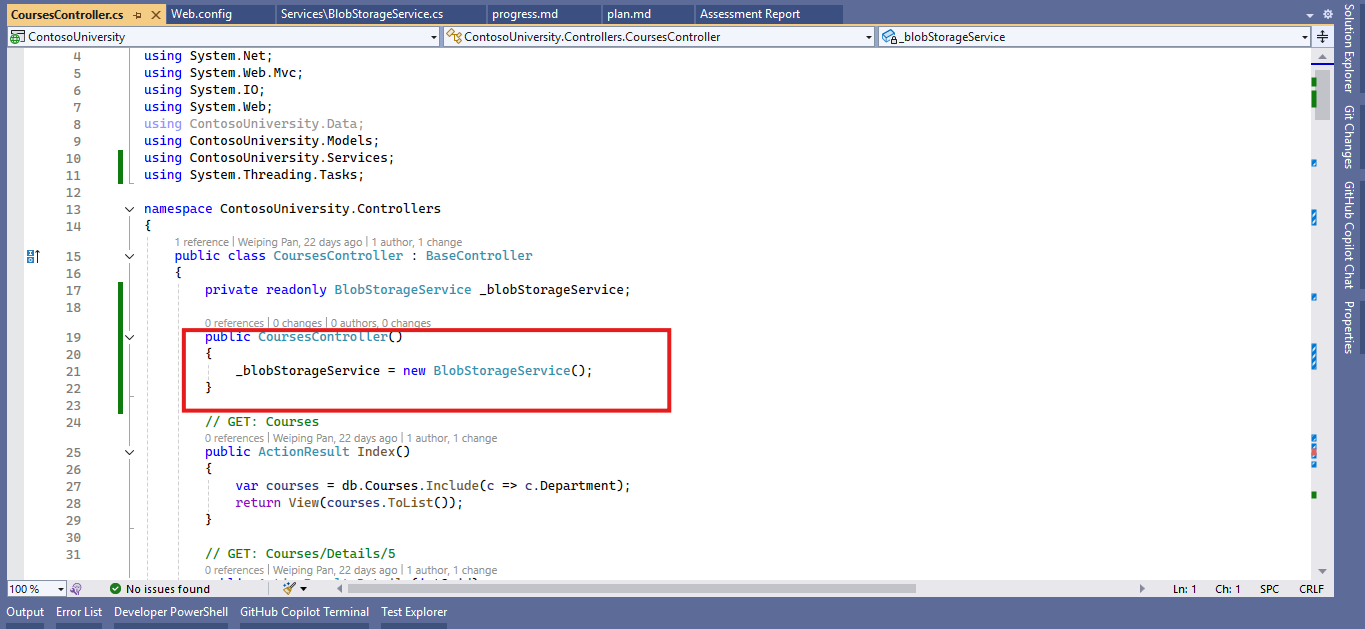 CoursesController.cs Web.config Services\BlobStorageService.cs progress.md plan.md Assessment Report
ContosoUniversity ContosoUniversity.Controllers.CoursesController _blobStorageService
4 using System.Net;
5 using System.Web.Mvc;
6 using System.IO;
7 using System.Web;
8 using ContosoUniversity.Data;
9 using ContosoUniversity.Models;
10 using ContosoUniversity.Services;
11 using System.Threading.Tasks;
12
13 namespace ContosoUniversity.Controllers
14 {
1 reference | Weiping Pan, 22 days ago | 1 author, 1 change
15 public class CoursesController : BaseController
16 {
17 private readonly BlobStorageService _blobStorageService;
18
0 references | 0 changes | 0 authors, 0 changes
19 public CoursesController()
20 {
21 _blobStorageService = new BlobStorageService();
22 }
23
24 // GET: Courses
0 references | Weiping Pan, 22 days ago | 1 author, 1 change
25 public ActionResult Index()
26 {
27 var courses = db.Courses.Include(c => c.Department);
28 return View(courses.ToList());
29 }
30
31 // GET: Courses/Details/5
0 references | Weiping Pan, 22 days ago | 1 author, 1 change
100 % No issues found Ln: 1 Ch: 1 SPC CRLF
Output Error List Developer PowerShell GitHub Copilot Terminal Test Explorer
Solution Explorer
Git Changes
GitHub Copilot Chat
Properties